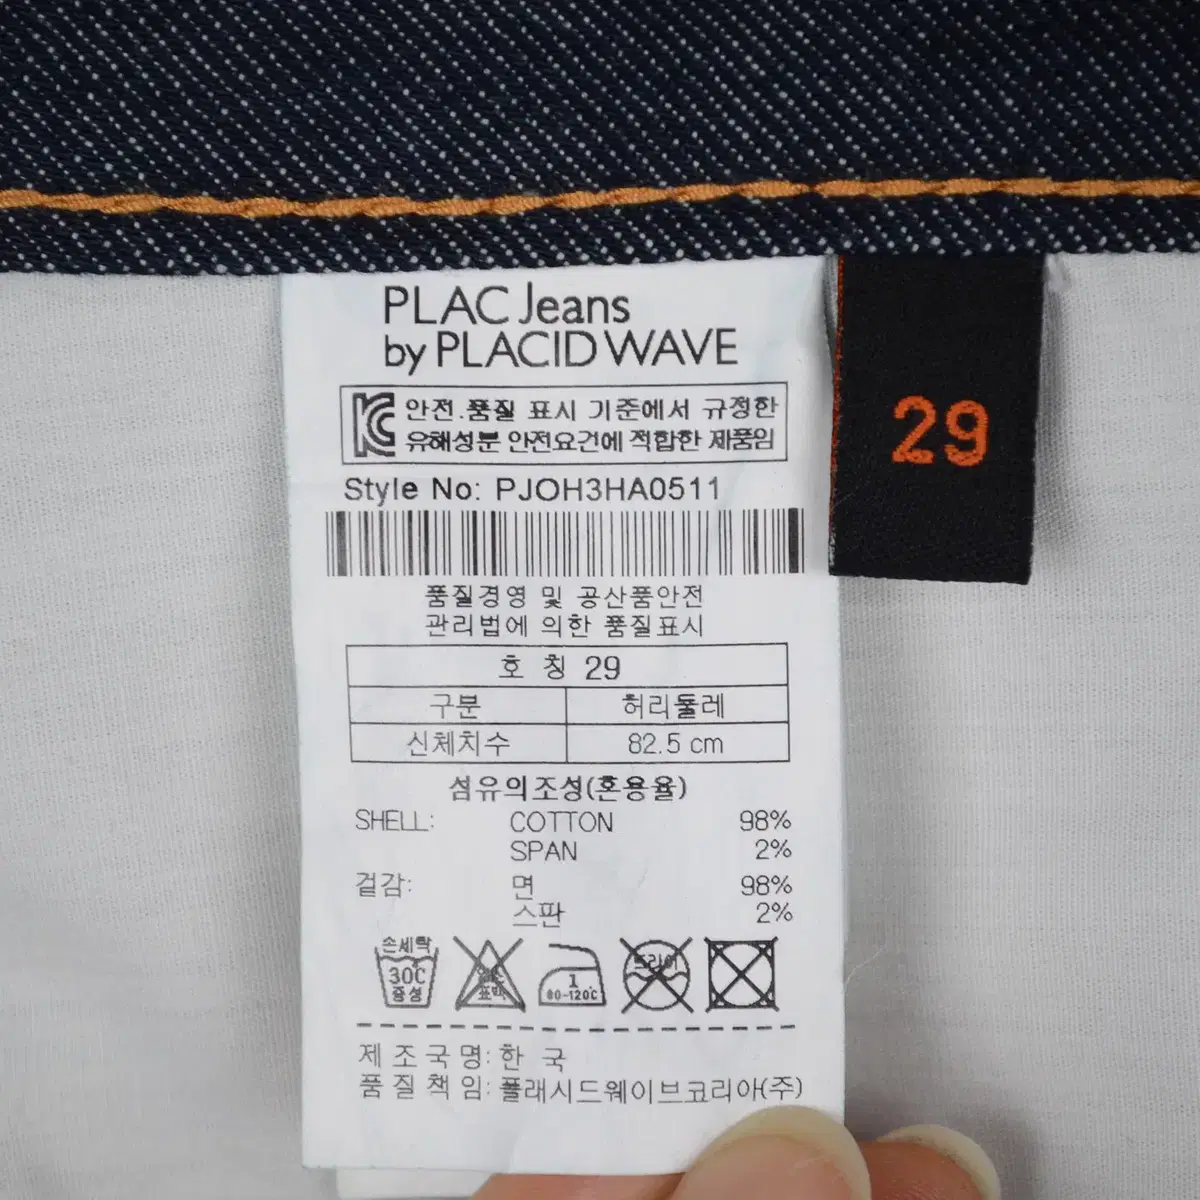 PLAC Jeans
by PLACID WAVE
안전.품질 표시 기준에서 규정한
유해성분 안전요건에 적합한 제품임
29
Style No: PJOH3HA0511
품질경영 및 공산품안전
관리법에 의한 품질표시
호 칭 29
구분 허리둘레
신체치수 82.5 cm
섬유의조성(혼용율)
SHELL: COTTON 98%
SPAN 2%
겉감: 면 98%
스판 2%
손세탁
30℃
중성
표백
1
80-120℃
드라이
제 조 국 명: 한 국
품 질 책 임: 플래시드웨이브코리아(주)